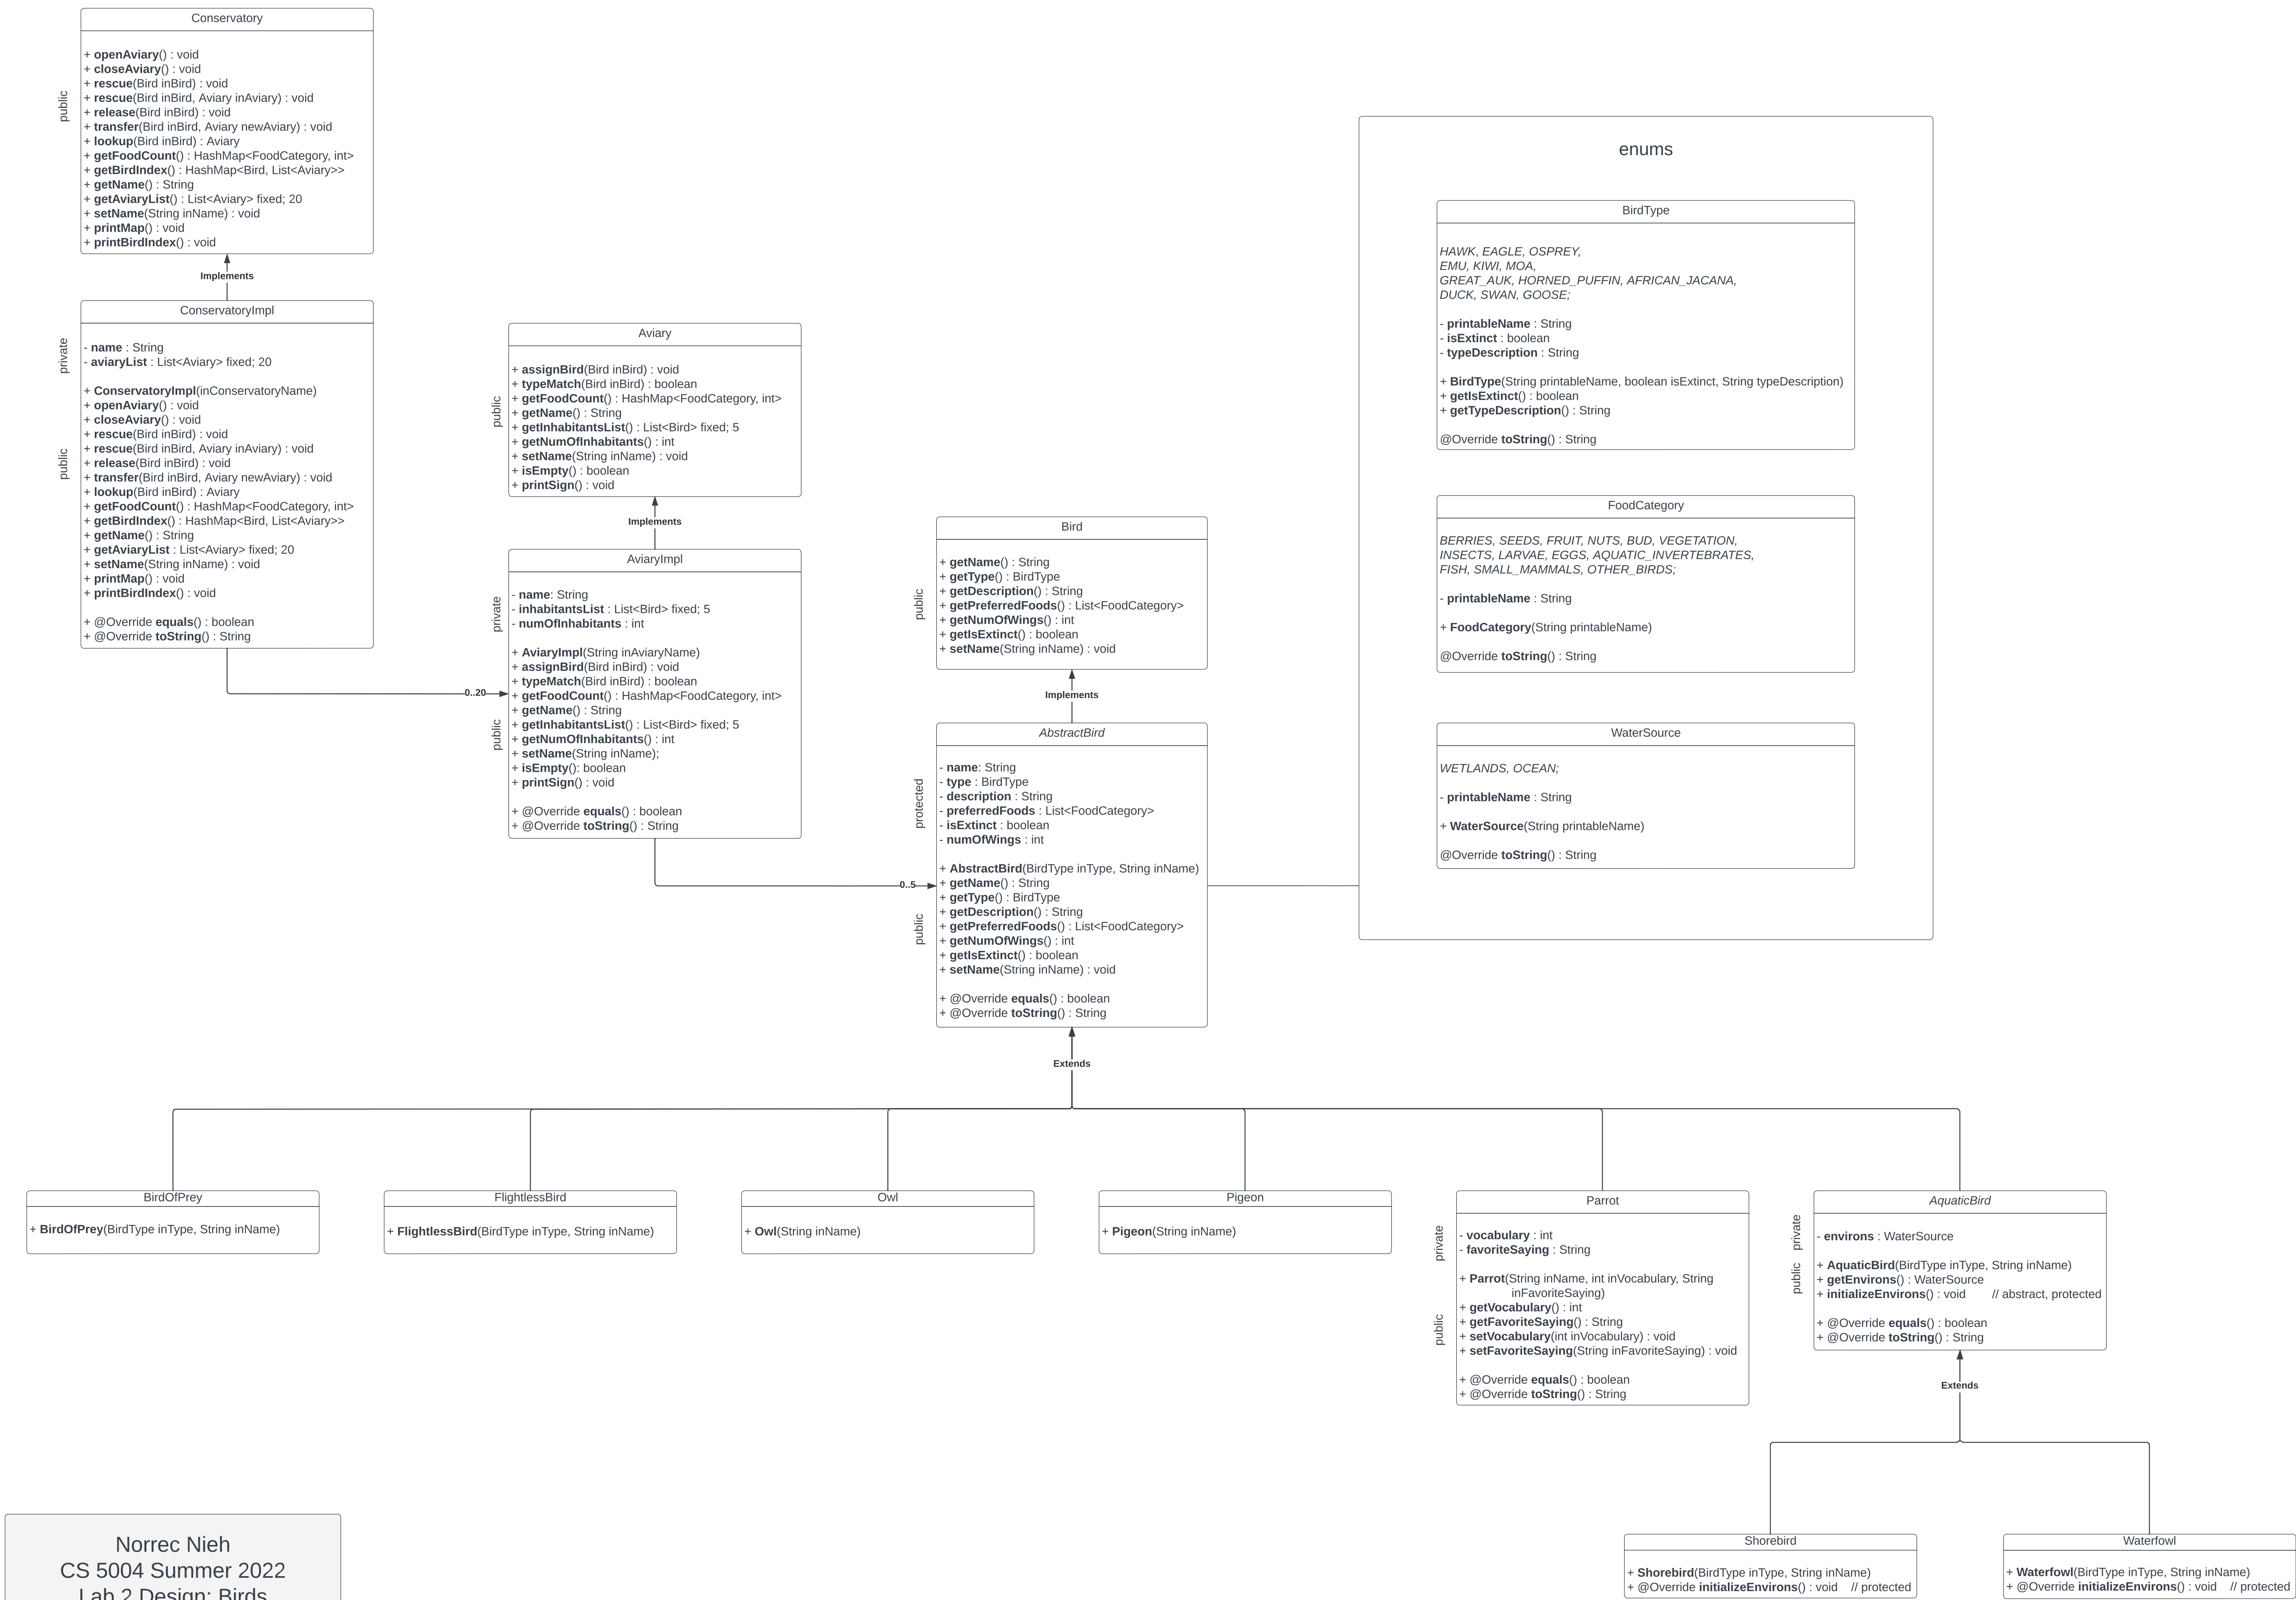 Conservatory
public
+ openAviary() : void
+ closeAviary() : void
+ rescue(Bird inBird) : void
+ rescue(Bird inBird, Aviary inAviary) : void
+ release(Bird inBird) : void
+ transfer(Bird inBird, Aviary newAviary) : void
+ lookup(Bird inBird) : Aviary
+ getFoodCount() : HashMap<FoodCategory, int>
+ getBirdIndex() : HashMap<Bird, List<Aviary>>
+ getName() : String
+ getAviaryList() : List<Aviary> fixed; 20
+ setName(String inName) : void
+ printMap() : void
+ printBirdIndex() : void
Implements
ConservatoryImpl
private
- name : String
- aviaryList : List<Aviary> fixed; 20
public
+ ConservatoryImpl(inConservatoryName)
+ openAviary() : void
+ closeAviary() : void
+ rescue(Bird inBird) : void
+ rescue(Bird inBird, Aviary inAviary) : void
+ release(Bird inBird) : void
+ transfer(Bird inBird, Aviary newAviary) : void
+ lookup(Bird inBird) : Aviary
+ getFoodCount() : HashMap<FoodCategory, int>
+ getBirdIndex() : HashMap<Bird, List<Aviary>>
+ getName() : String
+ getAviaryList : List<Aviary> fixed; 20
+ setName(String inName) : void
+ printMap() : void
+ printBirdIndex() : void
+ @Override equals() : boolean
+ @Override toString() : String
0..20
Aviary
public
+ assignBird(Bird inBird) : void
+ typeMatch(Bird inBird) : boolean
+ getFoodCount() : HashMap<FoodCategory, int>
+ getName() : String
+ getInhabitantsList() : List<Bird> fixed; 5
+ getNumOfInhabitants() : int
+ setName(String inName) : void
+ isEmpty() : boolean
+ printSign() : void
Implements
AviaryImpl
private
- name: String
- inhabitantsList : List<Bird> fixed; 5
- numOfInhabitants : int
public
+ AviaryImpl(String inAviaryName)
+ assignBird(Bird inBird) : void
+ typeMatch(Bird inBird) : boolean
+ getFoodCount() : HashMap<FoodCategory, int>
+ getName() : String
+ getInhabitantsList() : List<Bird> fixed; 5
+ getNumOfInhabitants() : int
+ setName(String inName);
+ isEmpty(): boolean
+ printSign() : void
+ @Override equals() : boolean
+ @Override toString() : String
0..5
Bird
public
+ getName() : String
+ getType() : BirdType
+ getDescription() : String
+ getPreferredFoods() : List<FoodCategory>
+ getNumOfWings() : int
+ getIsExtinct() : boolean
+ setName(String inName) : void
Implements
AbstractBird
protected
- name: String
- type : BirdType
- description : String
- preferredFoods : List<FoodCategory>
- isExtinct : boolean
- numOfWings : int
public
+ AbstractBird(BirdType inType, String inName)
+ getName() : String
+ getType() : BirdType
+ getDescription() : String
+ getPreferredFoods() : List<FoodCategory>
+ getNumOfWings() : int
+ getIsExtinct() : boolean
+ setName(String inName) : void
+ @Override equals() : boolean
+ @Override toString() : String
Extends
enums
BirdType
HAWK, EAGLE, OSPREY,
EMU, KIWI, MOA,
GREAT_AUK, HORNED_PUFFIN, AFRICAN_JACANA,
DUCK, SWAN, GOOSE;
- printableName : String
- isExtinct : boolean
- typeDescription : String
+ BirdType(String printableName, boolean isExtinct, String typeDescription)
+ getIsExtinct() : boolean
+ getTypeDescription() : String
@Override toString() : String
FoodCategory
BERRIES, SEEDS, FRUIT, NUTS, BUD, VEGETATION,
INSECTS, LARVAE, EGGS, AQUATIC_INVERTEBRATES,
FISH, SMALL_MAMMALS, OTHER_BIRDS;
- printableName : String
+ FoodCategory(String printableName)
@Override toString() : String
WaterSource
WETLANDS, OCEAN;
- printableName : String
+ WaterSource(String printableName)
@Override toString() : String
BirdOfPrey
+ BirdOfPrey(BirdType inType, String inName)
FlightlessBird
+ FlightlessBird(BirdType inType, String inName)
Owl
+ Owl(String inName)
Pigeon
+ Pigeon(String inName)
Parrot
private
- vocabulary : int
- favoriteSaying : String
public
+ Parrot(String inName, int inVocabulary, String
inFavoriteSaying)
+ getVocabulary() : int
+ getFavoriteSaying() : String
+ setVocabulary(int inVocabulary) : void
+ setFavoriteSaying(String inFavoriteSaying) : void
+ @Override equals() : boolean
+ @Override toString() : String
AquaticBird
private
- environs : WaterSource
public
+ AquaticBird(BirdType inType, String inName)
+ getEnvirons() : WaterSource
+ initializeEnvirons() : void // abstract, protected
+ @Override equals() : boolean
+ @Override toString() : String
Extends
Shorebird
+ Shorebird(BirdType inType, String inName)
+ @Override initializeEnvirons() : void // protected
Waterfowl
+ Waterfowl(BirdType inType, String inName)
+ @Override initializeEnvirons() : void // protected
Norrec Nieh
CS 5004 Summer 2022
Lab 2 Design: Birds